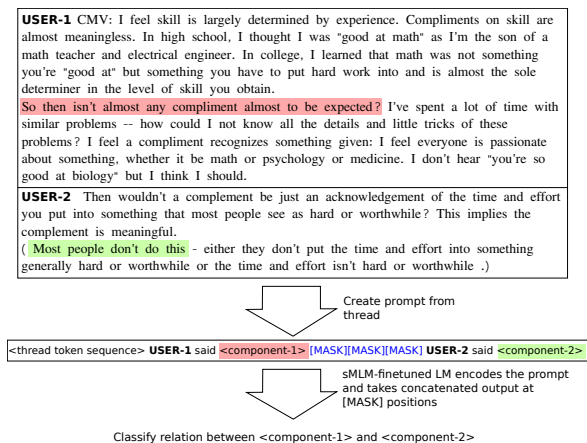 USER-1 CMV: I feel skill is largely determined by experience. Compliments on skill are
almost meaningless. In high school, I thought I was "good at math" as I'm the son of a
math teacher and electrical engineer. In college, I learned that math was not something
you're "good at" but something you have to put hard work into and is almost the sole
determiner in the level of skill you obtain.
So then isn't almost any compliment almost to be expected? I've spent a lot of time with
similar problems -- how could I not know all the details and little tricks of these
problems? I feel a compliment recognizes something given: I feel everyone is passionate
about something, whether it be math or psychology or medicine. I don't hear "you're so
good at biology" but I think I should.
USER-2 Then wouldn't a complement be just an acknowledgement of the time and effort
you put into something that most people see as hard or worthwhile? This implies the
complement is meaningful.
( Most people don't do this - either they don't put the time and effort into something
generally hard or worthwhile or the time and effort isn't hard or worthwhile .)
Create prompt from
thread
<thread token sequence> USER-1 said <component-1> [MASK][MASK][MASK] USER-2 said <component-2>
sMLM-finetuned LM encodes the prompt
and takes concatenated output at
[MASK] positions
Classify relation between <component-1> and <component-2>